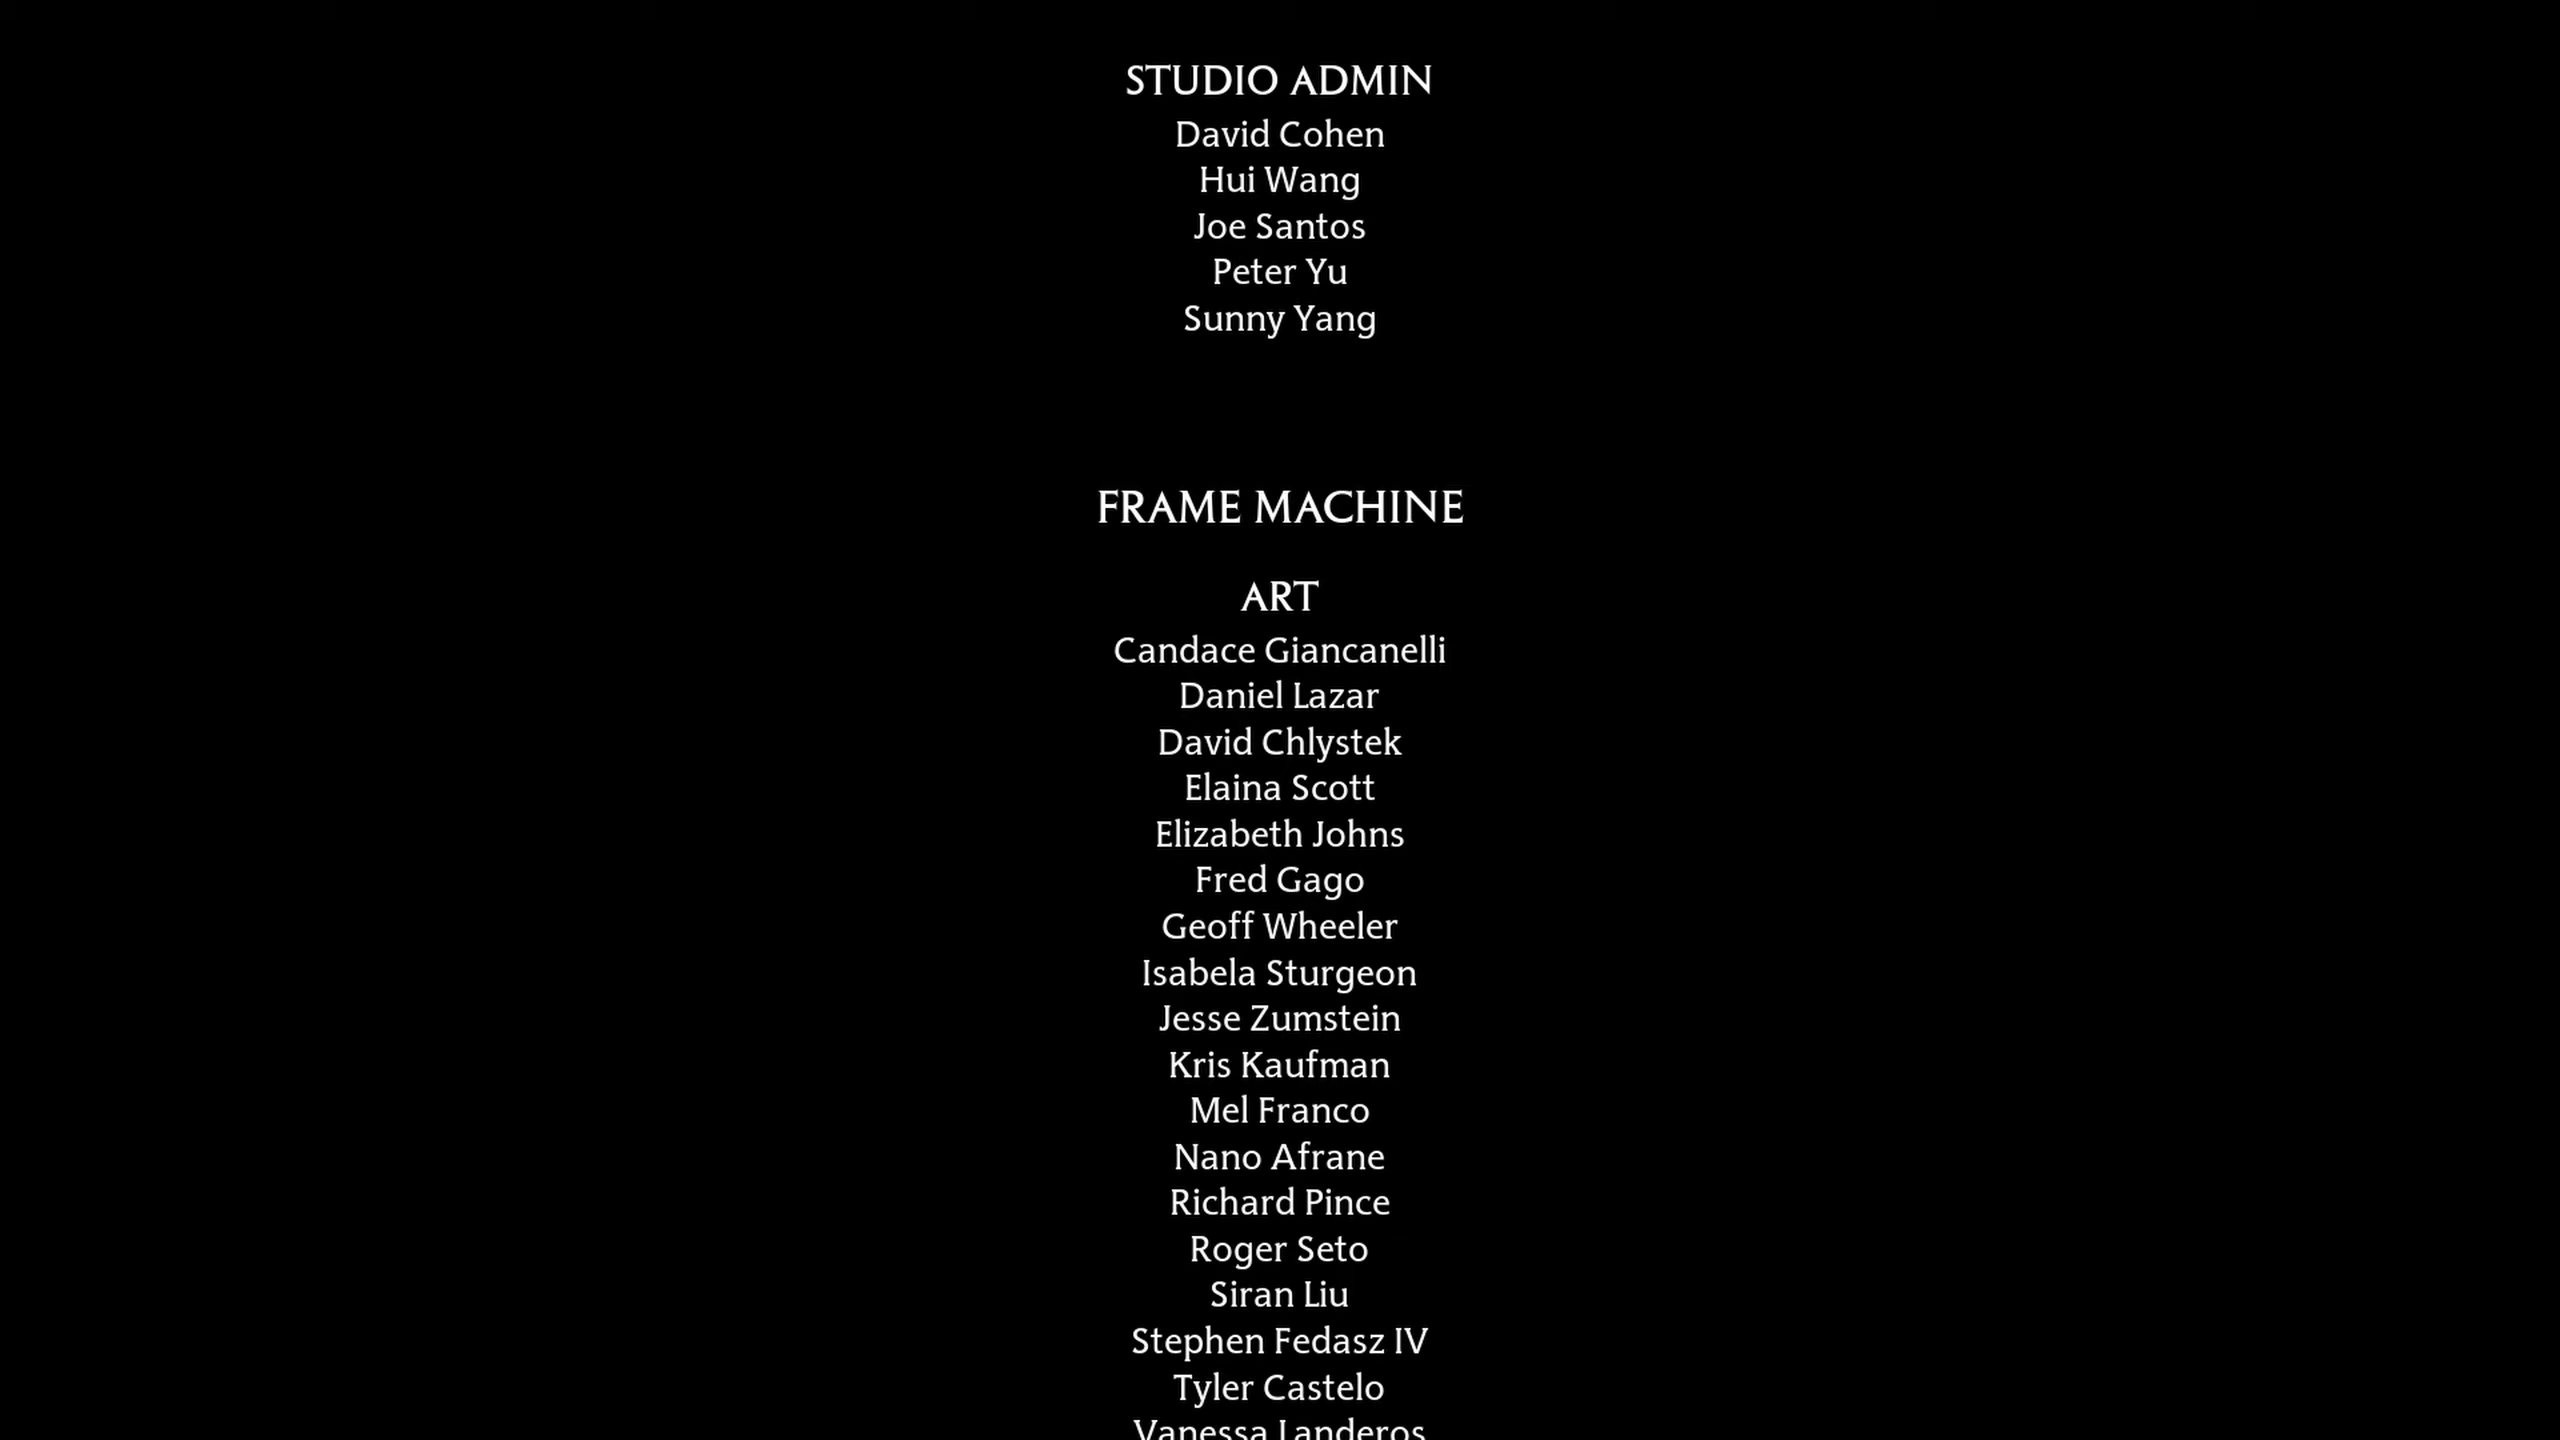 STUDIO ADMIN
David Cohen
Hui Wang
Joe Santos
Peter Yu
Sunny Yang
FRAME MACHINE
ART
Candace Giancanelli
Daniel Lazar
David Chlystek
Elaina Scott
Elizabeth Johns
Fred Gago
Geoff Wheeler
Isabela Sturgeon
Jesse Zumstein
Kris Kaufman
Mel Franco
Nano Afrane
Richard Pince
Roger Seto
Siran Liu
Stephen Fedasz IV
Tyler Castelo
Vanessa Landeros